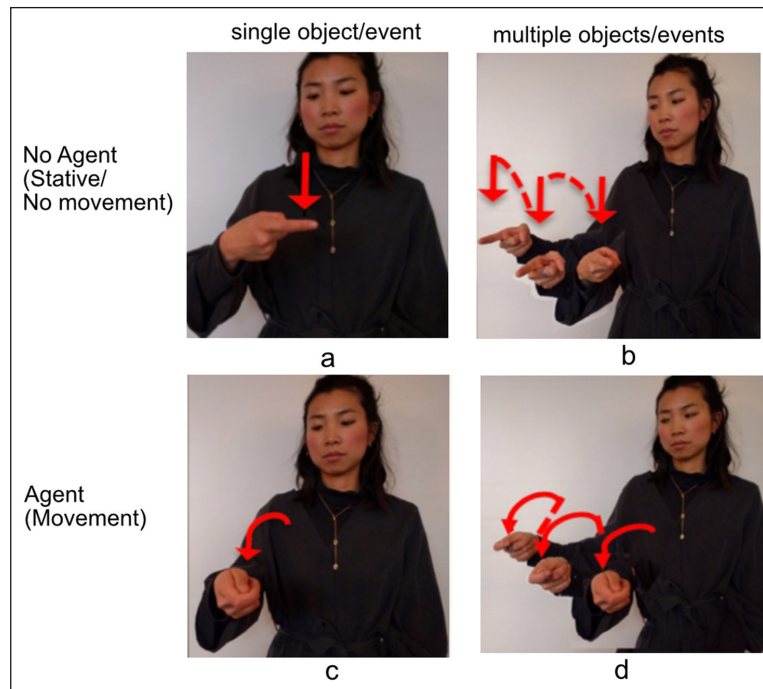 single object/event
multiple objects/events
No Agent
(Stative/
No movement)
a
b
Agent
(Movement)
c
d